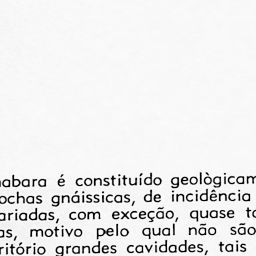 nabara é constituído geològicam
ochas gnáissicas, de incidência
ariadas, com exceção, quase to
as, motivo pelo qual não são
ritório grandes cavidades, tais